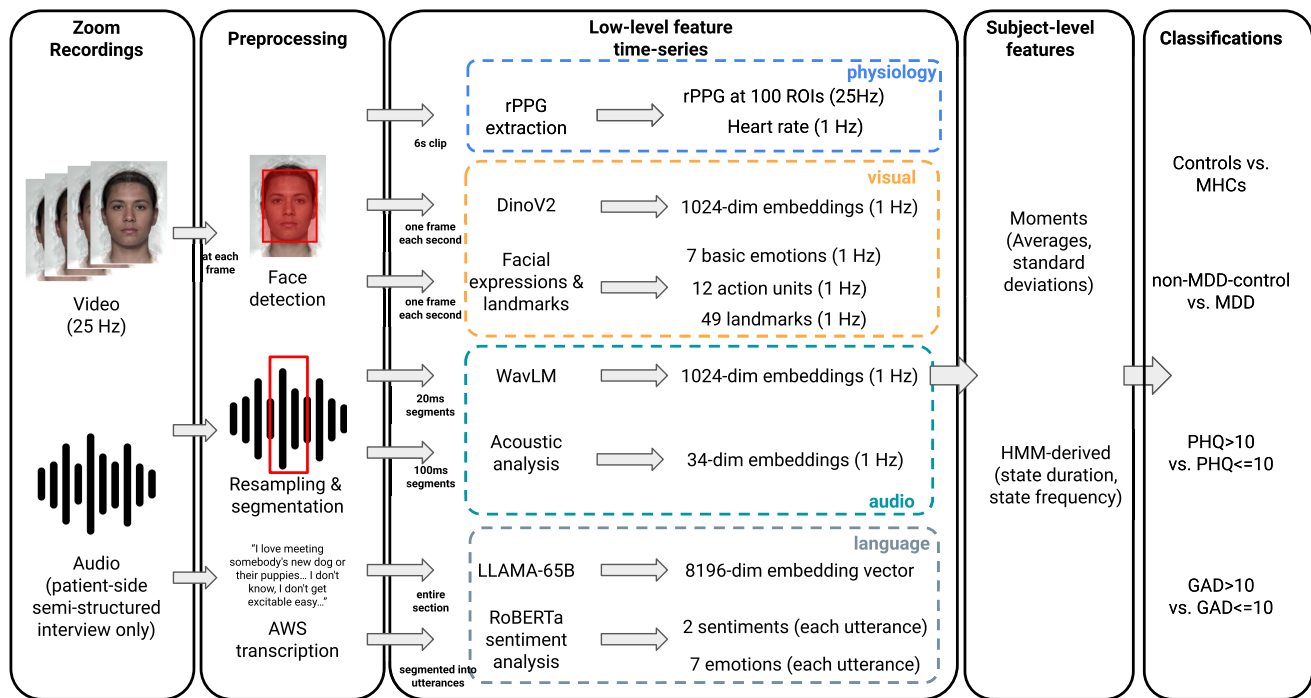 Zoom
Recordings
Video
(25 Hz)
Audio
(patient-side
semi-structured
interview only)
at each
frame
Preprocessing
Face
detection
Resampling &
segmentation
“I love meeting
somebody's new dog or
their puppies... I don't
know, I don't get
excitable easy...”
AWS
transcription
6s clip
one frame
each second
one frame
each second
20ms
segments
100ms
segments
entire
section
segmented into
utterances
Low-level feature
time-series
physiology
rPPG
extraction
rPPG at 100 ROIs (25Hz)
Heart rate (1 Hz)
visual
DinoV2
1024-dim embeddings (1 Hz)
Facial
expressions &
landmarks
7 basic emotions (1 Hz)
12 action units (1 Hz)
49 landmarks (1 Hz)
WavLM
1024-dim embeddings (1 Hz)
Acoustic
analysis
34-dim embeddings (1 Hz)
audio
language
LLAMA-65B
8196-dim embedding vector
RoBERTa
sentiment
analysis
2 sentiments (each utterance)
7 emotions (each utterance)
Subject-level
features
Moments
(Averages,
standard
deviations)
HMM-derived
(state duration,
state frequency)
Classifications
Controls vs.
MHCs
non-MDD-control
vs. MDD
PHQ>10
vs. PHQ<=10
GAD>10
vs. GAD<=10